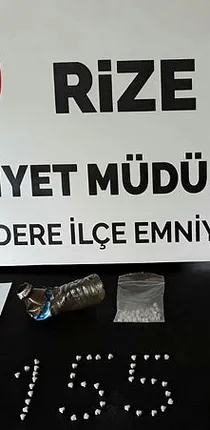 RİZE
İYET MÜDÜ
DERE İLÇE EMNİY
155